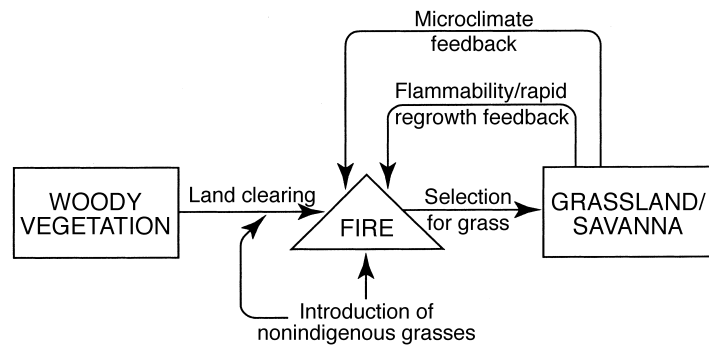 Microclimate
feedback
Flammability/rapid
regrowth feedback
WOODY
VEGETATION
Land clearing
FIRE
Selection
for grass
GRASSLAND/
SAVANNA
Introduction of
nonindigenous grasses